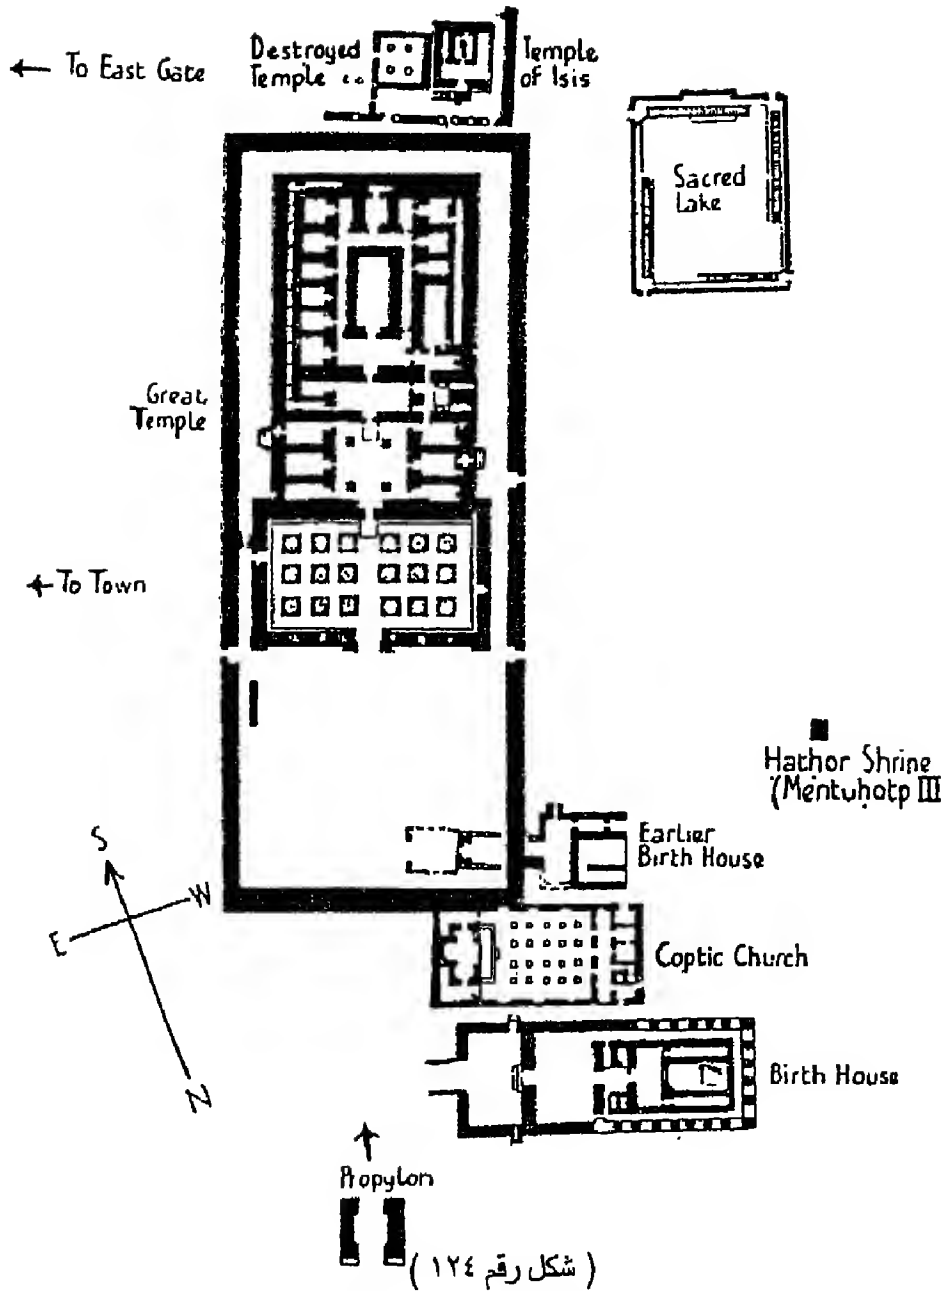 ← To East Gate
Destroyed
Temple
Temple
of Isis
Sacred
Lake
Great
Temple
← To Town
Hathor Shrine
(Mentuhotp III
Earlier
Birth House
S
W
E
N
Coptic Church
Birth House
Propylon
( شكل رقم ١٢٤ )